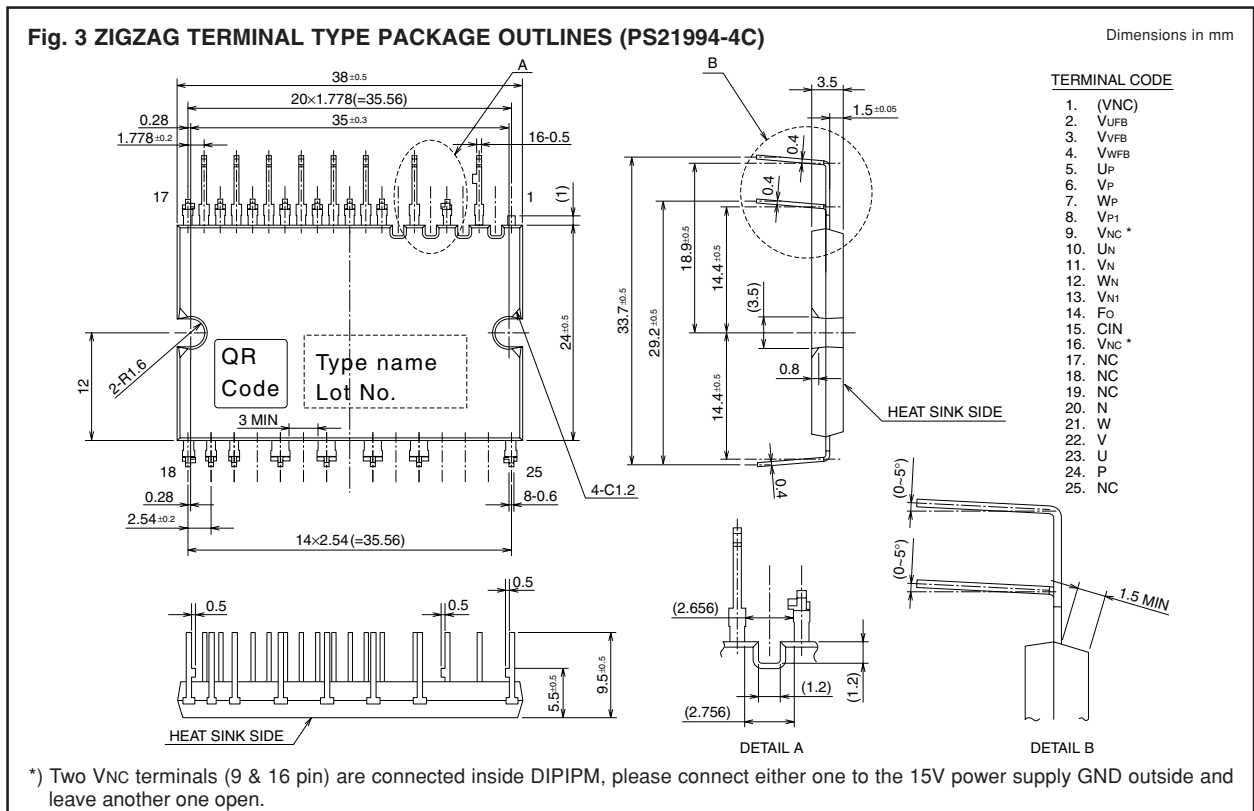 Fig. 3 ZIGZAG TERMINAL TYPE PACKAGE OUTLINES (PS21994-4C)
Dimensions in mm
A
38±0.5
20×1.778(=35.56)
0.28
35±0.3
1.778±0.2
16-0.5
17
1
(1)
24±0.5
12
2-R1.6
QR
Code
Type name
Lot No.
3 MIN
18
25
0.28
2.54±0.2
4-C1.2
8-0.6
14×2.54(=35.56)
B
3.5
1.5±0.05
0.4
0.4
33.7±0.5
29.2±0.5
18.9±0.5
14.4±0.5
(3.5)
0.8
14.4±0.5
HEAT SINK SIDE
0.4
TERMINAL CODE
1. (VNC)
2. VUFB
3. VVFB
4. VWFB
5. UP
6. VP
7. WP
8. VP1
9. VNC *
10. UN
11. VN
12. WN
13. VN1
14. FO
15. CIN
16. VNC *
17. NC
18. NC
19. NC
20. N
21. W
22. V
23. U
24. P
25. NC
0.5
0.5
0.5
5.5±0.5
9.5±0.5
HEAT SINK SIDE
(2.656)
(1.2)
(1.2)
(2.756)
DETAIL A
(0~5°)
(0~5°)
1.5 MIN
DETAIL B
*) Two VNC terminals (9 & 16 pin) are connected inside DIPIPM, please connect either one to the 15V power supply GND outside and
leave another one open.